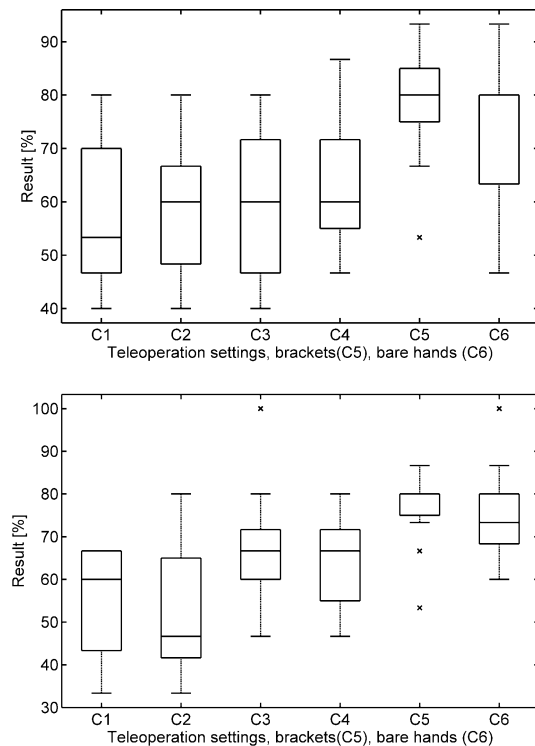 90
80
70
60
50
40
Result [%]
C1 C2 C3 C4 C5 C6
Teleoperation settings, brackets(C5), bare hands (C6)
100
90
80
70
60
50
40
30
Result [%]
C1 C2 C3 C4 C5 C6
Teleoperation settings, brackets(C5), bare hands (C6)